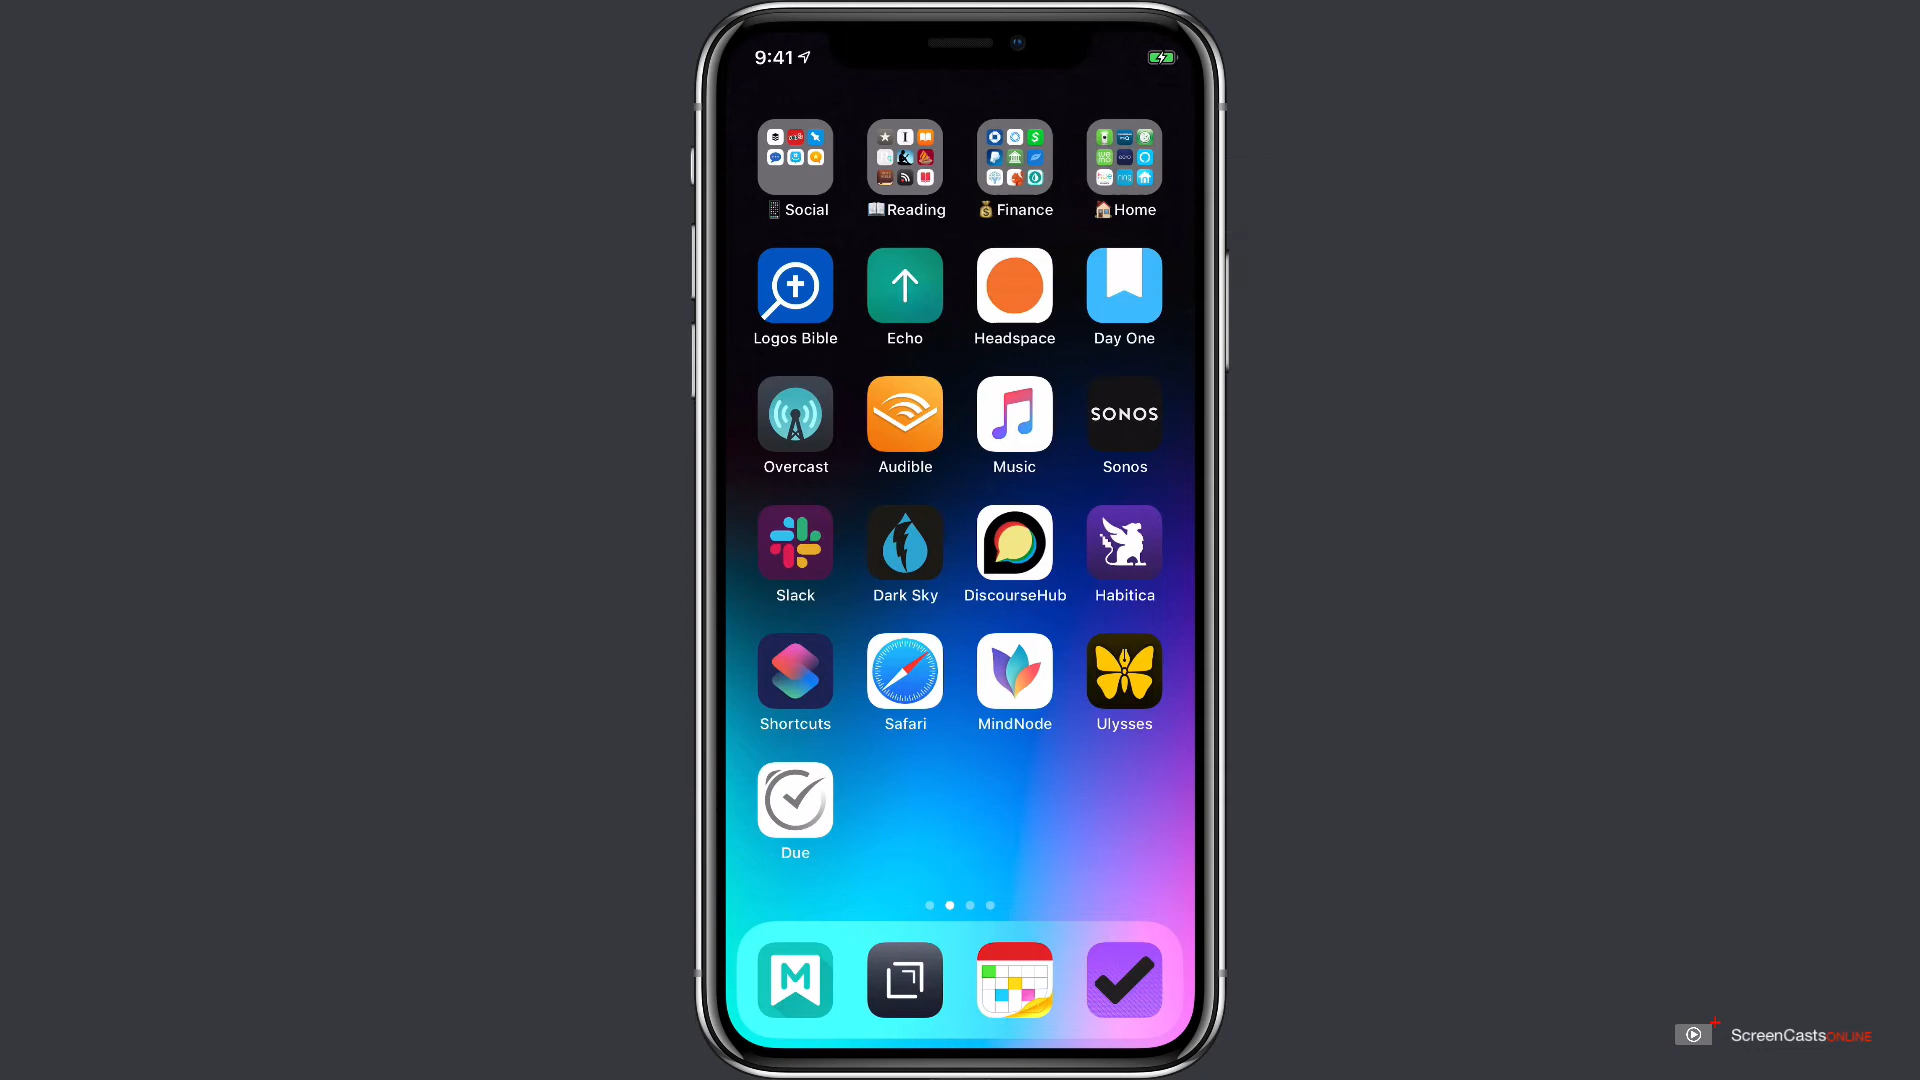 9:41
Social
Reading
Finance
Home
Logos Bible
Echo
Headspace
Day One
SONOS
Overcast
Audible
Music
Sonos
Slack
Dark Sky
DiscourseHub
Habitica
Shortcuts
Safari
MindNode
Ulysses
Due
ScreenCastsONLINE